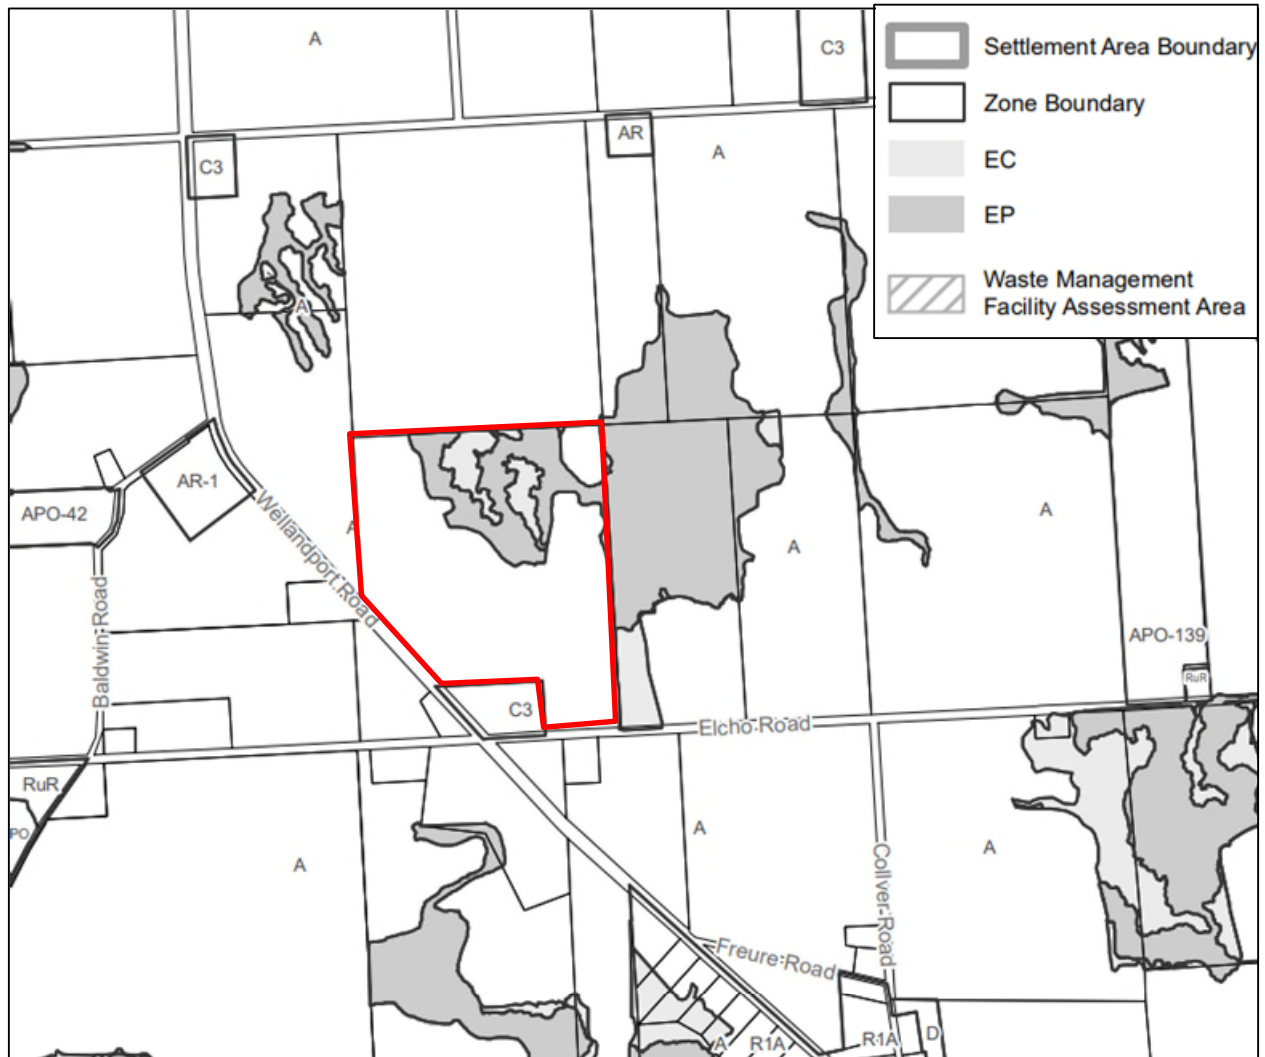 A
C3
Settlement Area Boundary
Zone Boundary
EC
EP
Waste Management
Facility Assessment Area
AR
A
C3
A
AR-1
APO-42
Wellandport Road
A
A
A
Baldwin Road
APO-139
RuR
C3
Elcho Road
RuR
PO
A
A
A
Collver Road
Freure Road
A
R1A
R1A
D